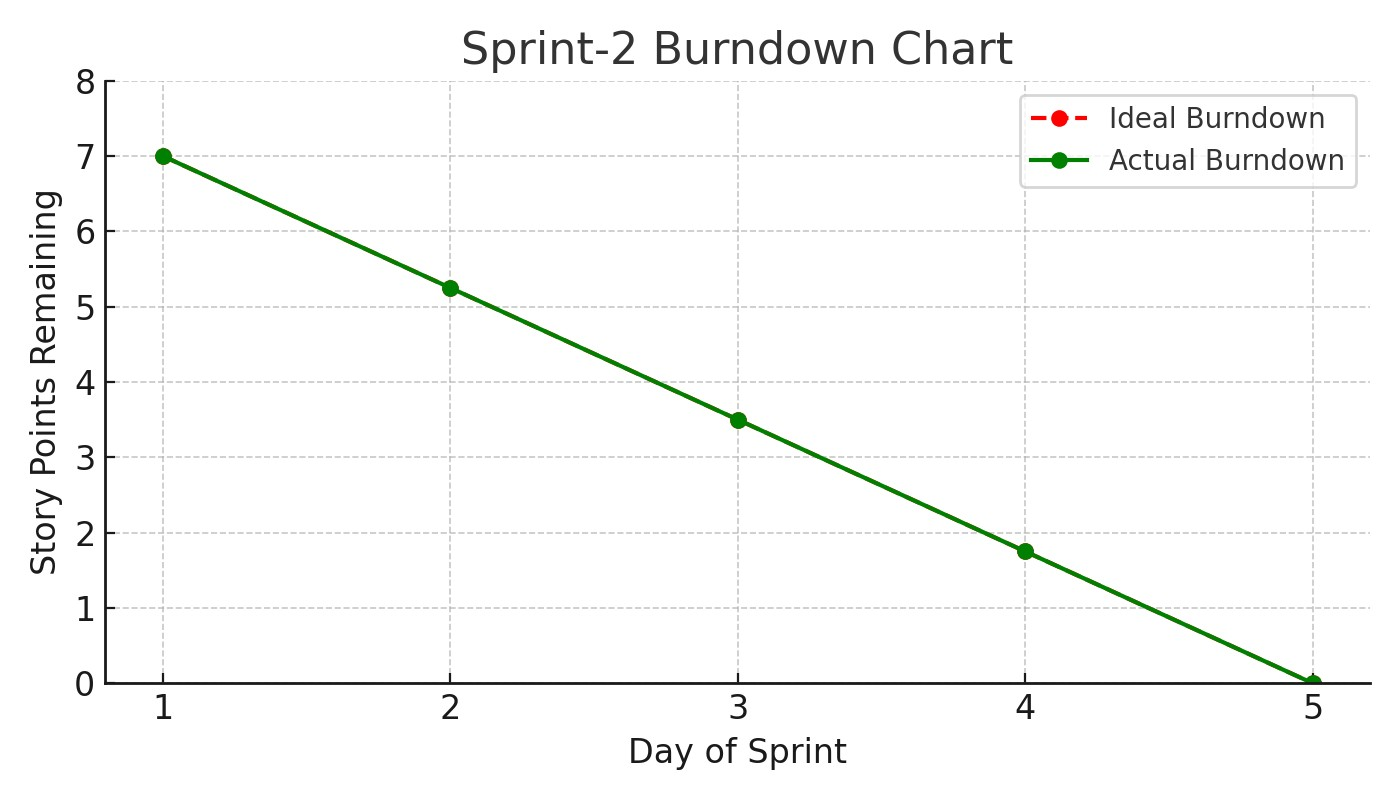 Sprint-2 Burndown Chart
8
7
6
5
4
3
2
1
0
Story Points Remaining
Ideal Burndown
Actual Burndown
1 2 3 4 5
Day of Sprint